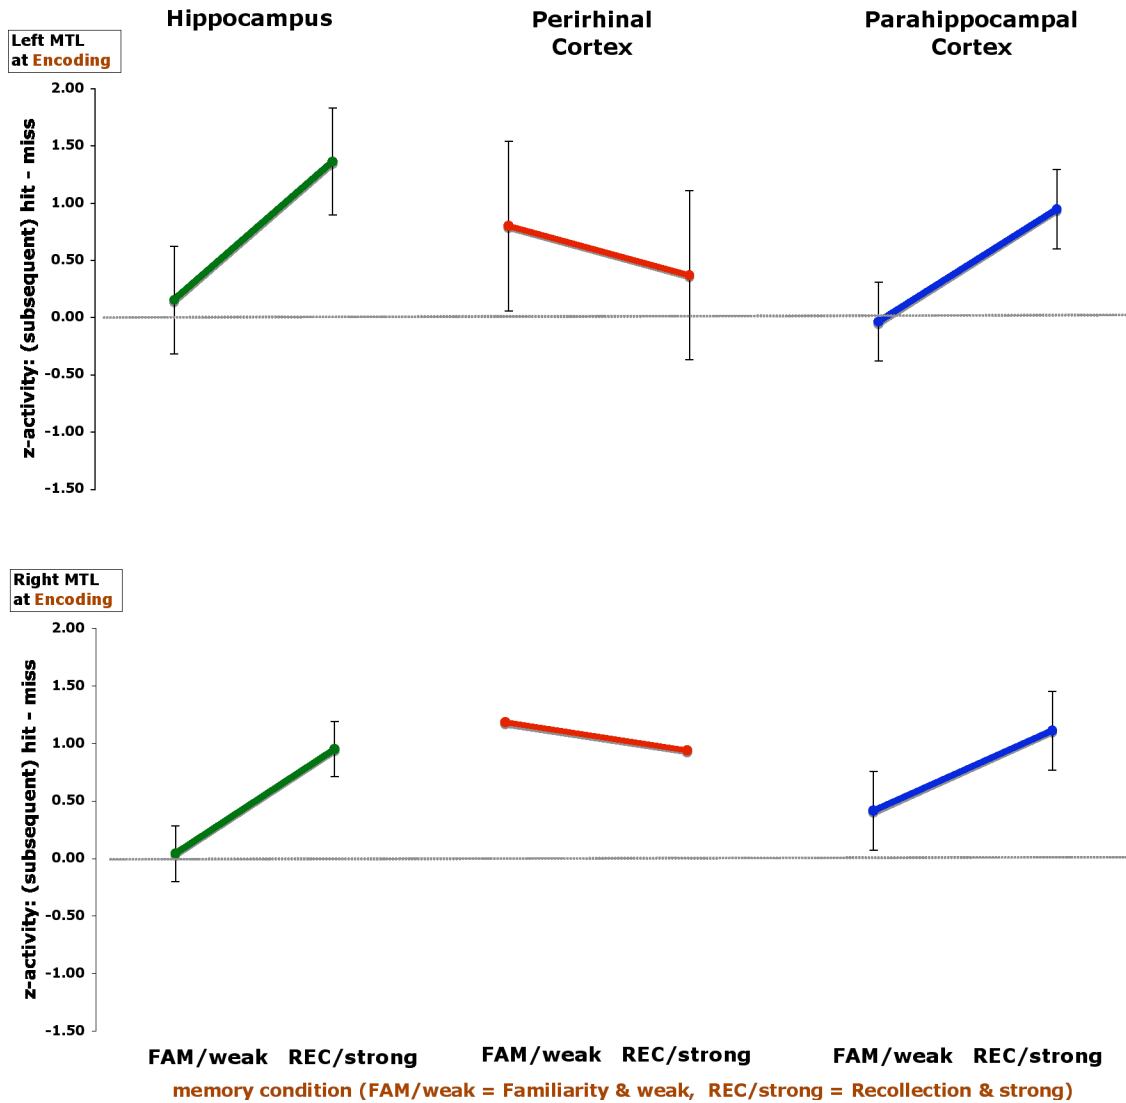 Hippocampus
Perirhinal
Cortex
Parahippocampal
Cortex
Left MTL
at Encoding
z-activity: (subsequent) hit - miss
2.00
1.50
1.00
0.50
0.00
-0.50
-1.00
-1.50
Right MTL
at Encoding
z-activity: (subsequent) hit - miss
2.00
1.50
1.00
0.50
0.00
-0.50
-1.00
-1.50
FAM/weak REC/strong
FAM/weak REC/strong
FAM/weak REC/strong
memory condition (FAM/weak = Familiarity & weak, REC/strong = Recollection & strong)